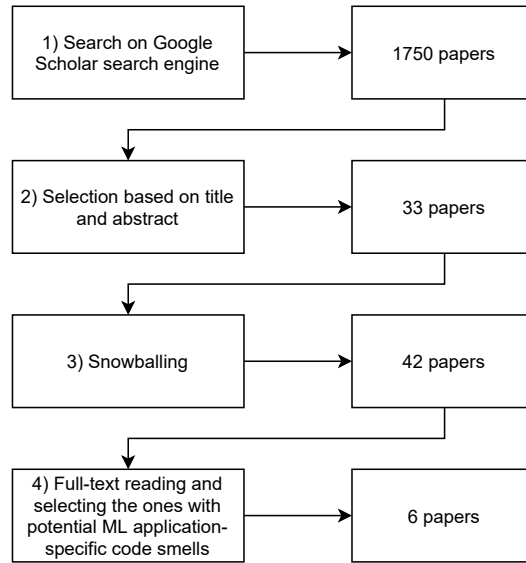 1) Search on Google
Scholar search engine
1750 papers
2) Selection based on title
and abstract
33 papers
3) Snowballing
42 papers
4) Full-text reading and
selecting the ones with
potential ML application-
specific code smells
6 papers